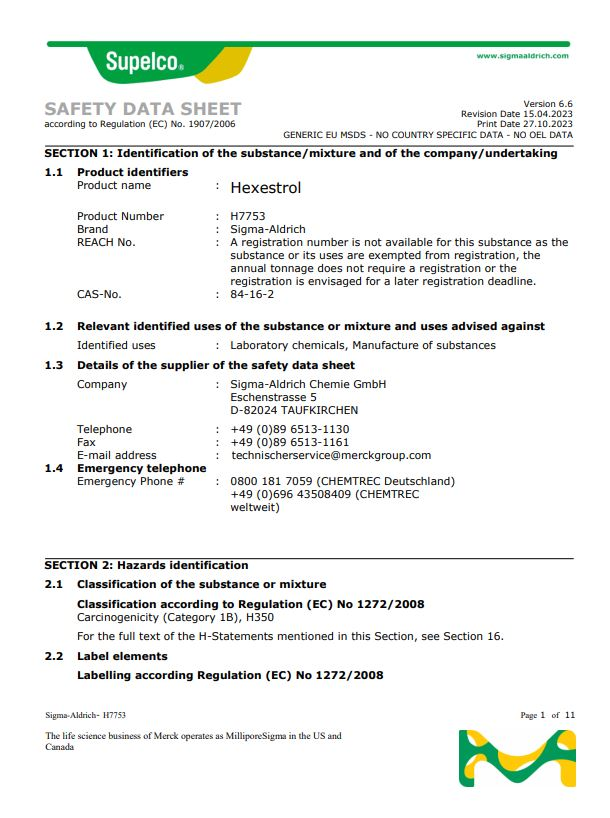 Supelco®
www.sigmaaldrich.com
SAFETY DATA SHEET
according to Regulation (EC) No. 1907/2006
Version 6.6
Revision Date 15.04.2023
Print Date 27.10.2023
GENERIC EU MSDS - NO COUNTRY SPECIFIC DATA - NO OEL DATA
SECTION 1: Identification of the substance/mixture and of the company/undertaking
1.1 Product identifiers
Product name : Hexestrol
Product Number : H7753
Brand : Sigma-Aldrich
REACH No. : A registration number is not available for this substance as the
substance or its uses are exempted from registration, the
annual tonnage does not require a registration or the
registration is envisaged for a later registration deadline.
CAS-No. : 84-16-2
1.2 Relevant identified uses of the substance or mixture and uses advised against
Identified uses : Laboratory chemicals, Manufacture of substances
1.3 Details of the supplier of the safety data sheet
Company : Sigma-Aldrich Chemie GmbH
Eschenstrasse 5
D-82024 TAUFKIRCHEN
Telephone : +49 (0)89 6513-1130
Fax : +49 (0)89 6513-1161
E-mail address : technischerservice@merckgroup.com
1.4 Emergency telephone
Emergency Phone # : 0800 181 7059 (CHEMTREC Deutschland)
+49 (0)696 43508409 (CHEMTREC
weltweit)
SECTION 2: Hazards identification
2.1 Classification of the substance or mixture
Classification according to Regulation (EC) No 1272/2008
Carcinogenicity (Category 1B), H350
For the full text of the H-Statements mentioned in this Section, see Section 16.
2.2 Label elements
Labelling according Regulation (EC) No 1272/2008
Sigma-Aldrich- H7753
Page 1 of 11
The life science business of Merck operates as MilliporeSigma in the US and
Canada